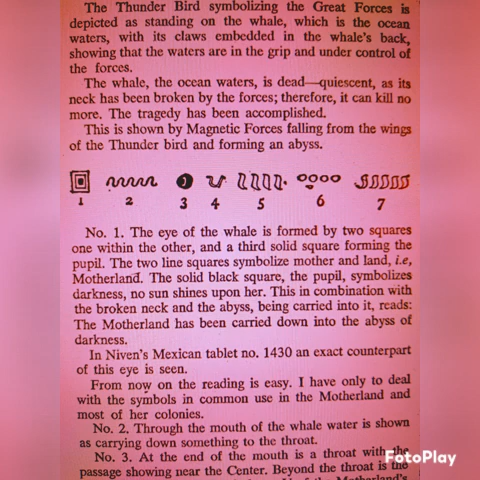 The Thunder Bird symbolizing the Great Forces is
depicted as standing on the whale, which is the ocean
waters, with its claws embedded in the whale's back,
showing that the waters are in the grip and under control of
the forces.
The whale, the ocean waters, is dead—quiescent, as its
neck has been broken by the forces; therefore, it can kill no
more. The tragedy has been accomplished.
This is shown by Magnetic Forces falling from the wings
of the Thunder bird and forming an abyss.
1 2 3 4 5 6 7
No. 1. The eye of the whale is formed by two squares
one within the other, and a third solid square forming the
pupil. The two line squares symbolize mother and land, i.e,
Motherland. The solid black square, the pupil, symbolizes
darkness, no sun shines upon her. This in combination with
the broken neck and the abyss, being carried into it, reads:
The Motherland has been carried down into the abyss of
darkness.
In Niven's Mexican tablet no. 1430 an exact counterpart
of this eye is seen.
From now on the reading is easy. I have only to deal
with the symbols in common use in the Motherland and
most of her colonies.
No. 2. Through the mouth of the whale water is shown
as carrying down something to the throat.
No. 3. At the end of the mouth is a throat with the
passage showing near the Center. Beyond the throat is the
Motherland's
FotoPlay